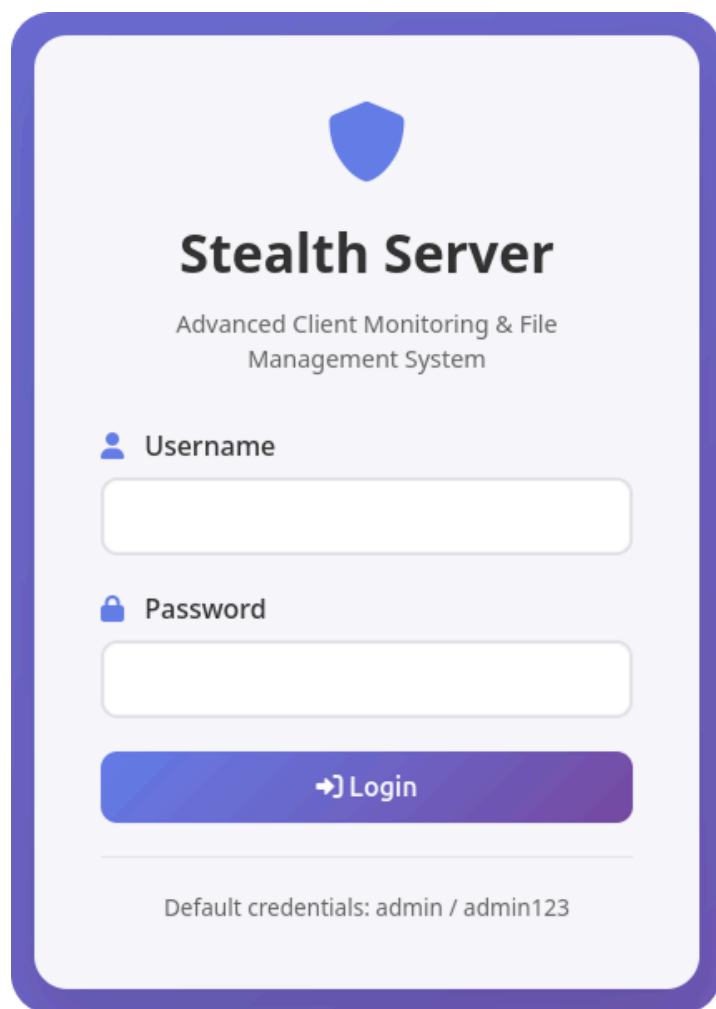 Stealth Server
Advanced Client Monitoring & File
Management System
Username
Password
Login
Default credentials: admin / admin123